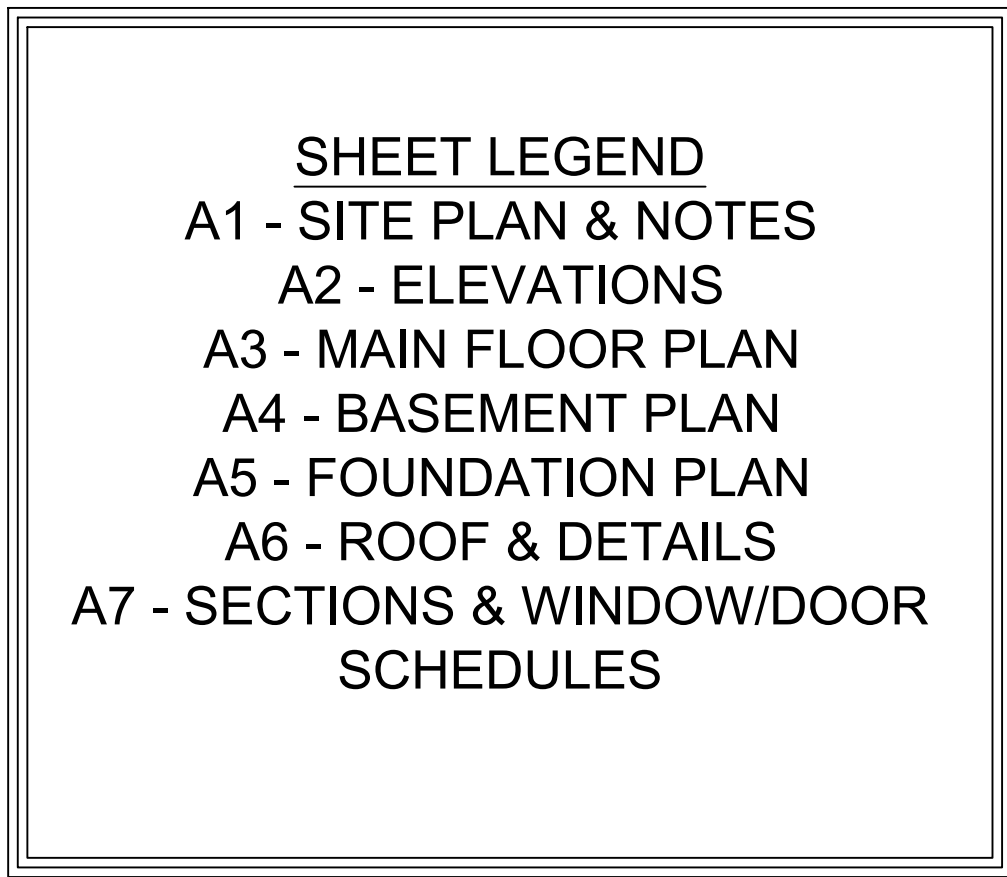 SHEET LEGEND
A1 - SITE PLAN & NOTES
A2 - ELEVATIONS
A3 - MAIN FLOOR PLAN
A4 - BASEMENT PLAN
A5 - FOUNDATION PLAN
A6 - ROOF & DETAILS
A7 - SECTIONS & WINDOW/DOOR
SCHEDULES